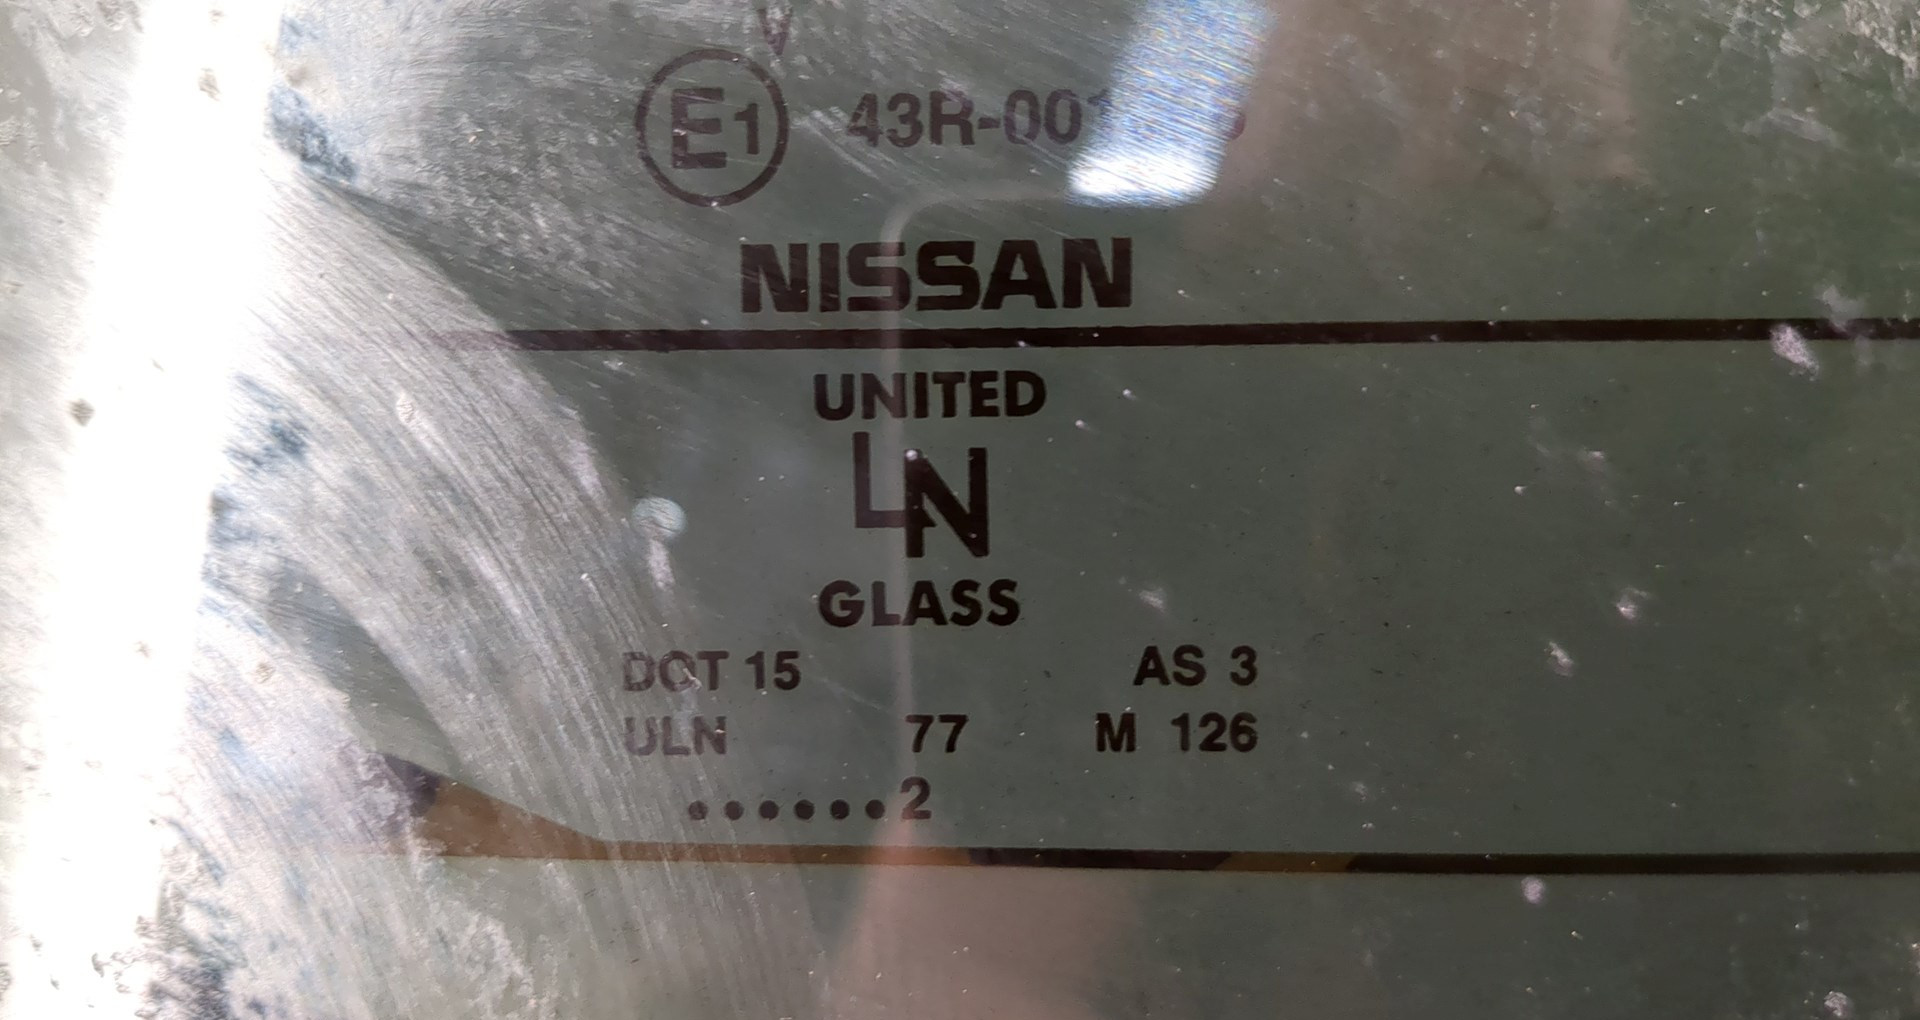 V
E1
NISSAN
UNITED
LN
GLASS
DOT 15 AS 3
ULN 77 M 126
......2